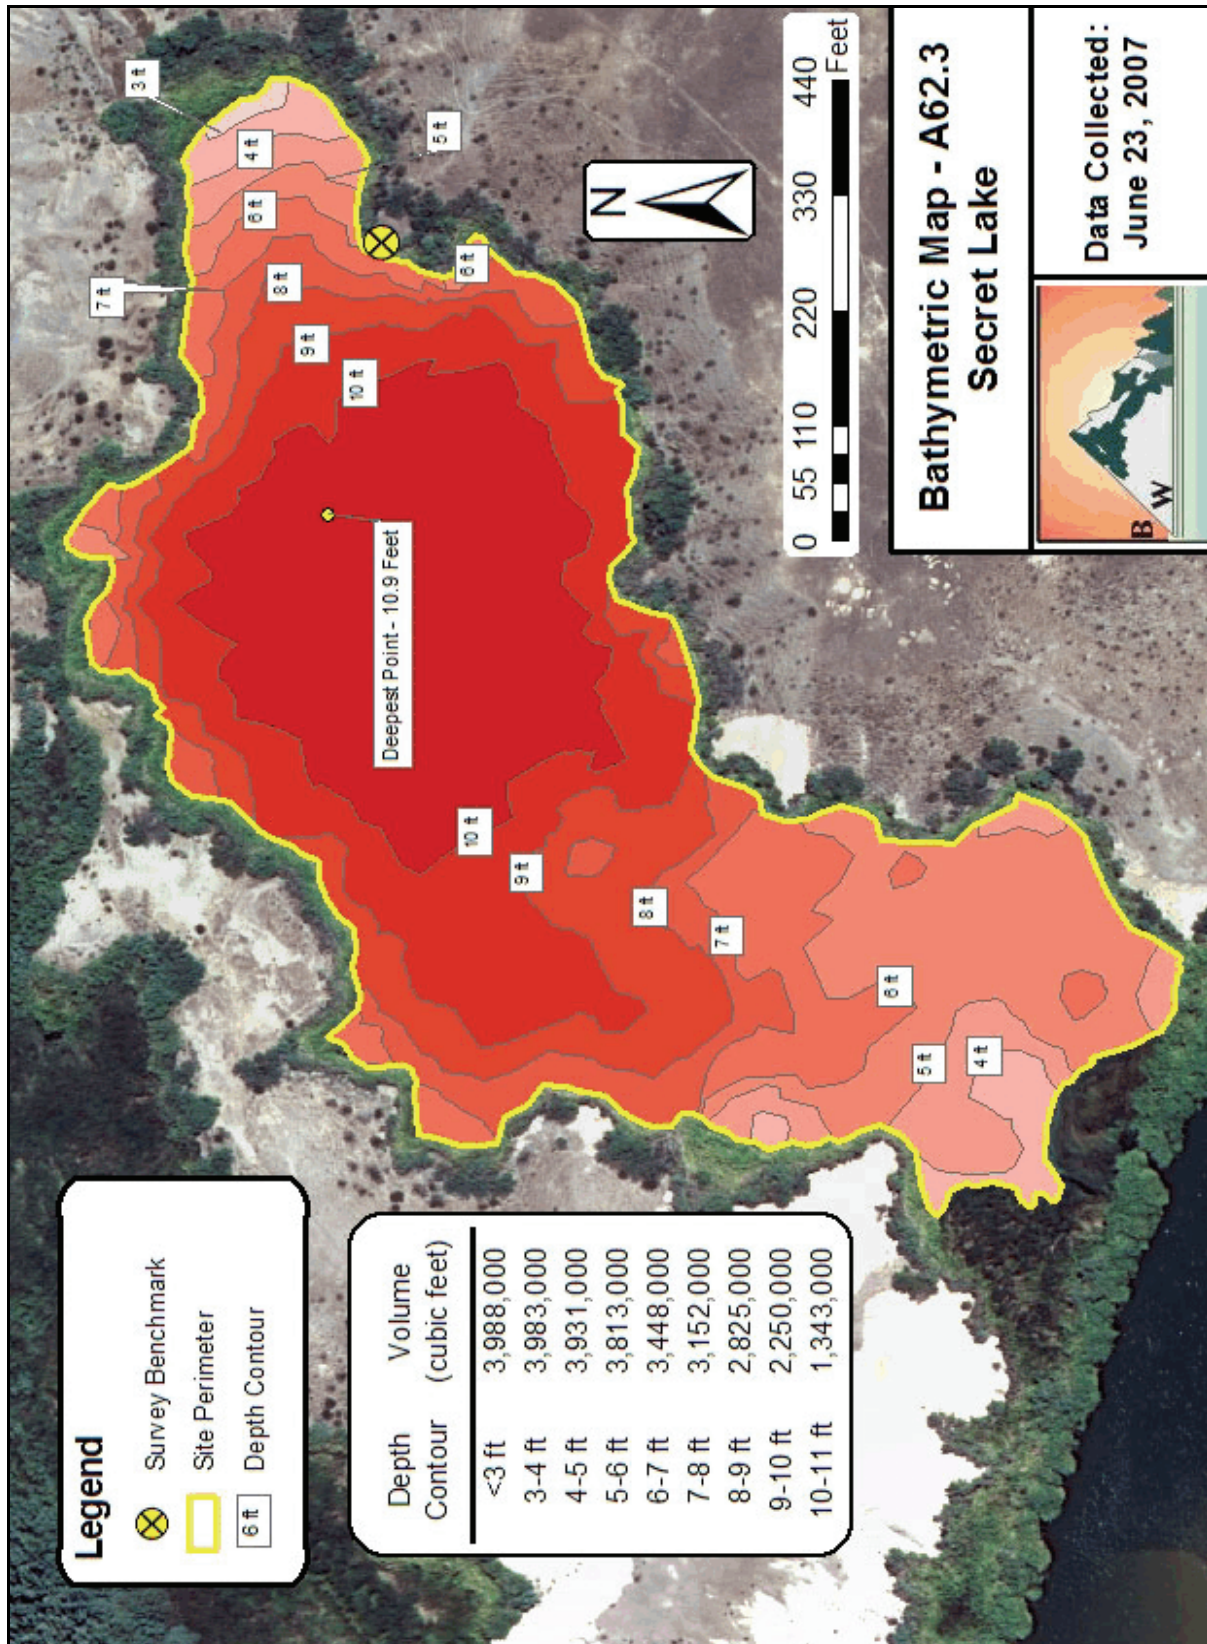 3 ft
4 ft
5 ft
6 ft
7 ft
8 ft
6 ft
9 ft
10 ft
Deepest Point - 10.9 Feet
10 ft
9 ft
8 ft
7 ft
6 ft
5 ft
4 ft
N
0 55 110 220 330 440
Feet
Bathymetric Map - A62.3
Secret Lake
Data Collected:
June 23, 2007
B
W
Legend
Survey Benchmark
Site Perimeter
6 ft Depth Contour
Depth Volume
Contour (cubic feet)
<3 ft 3,988,000
3-4 ft 3,983,000
4-5 ft 3,931,000
5-6 ft 3,813,000
6-7 ft 3,448,000
7-8 ft 3,152,000
8-9 ft 2,825,000
9-10 ft 2,250,000
10-11 ft 1,343,000